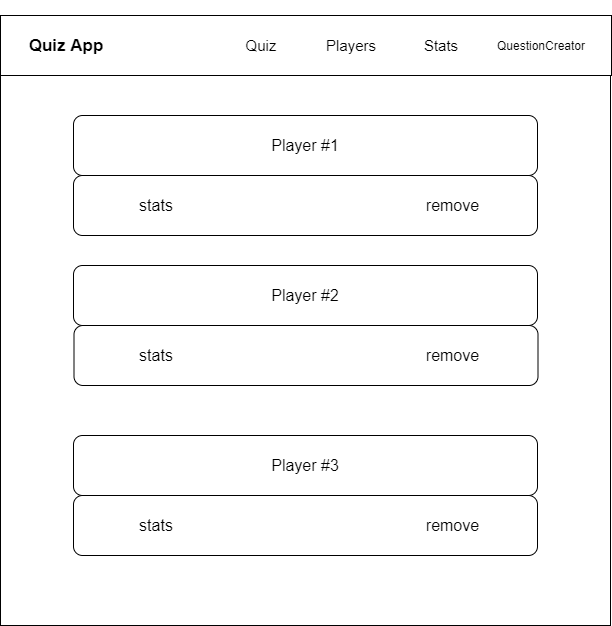 Quiz App Quiz Players Stats QuestionCreator
Player #1
stats remove
Player #2
stats remove
Player #3
stats remove